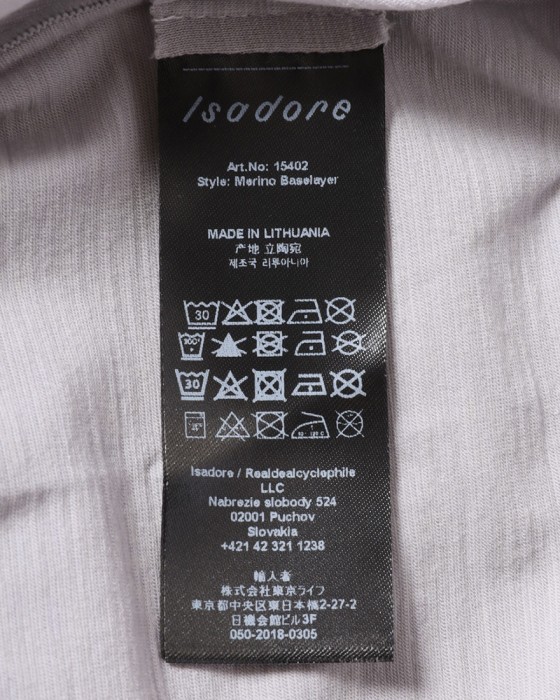 Isadore
Art.No: 15402
Style: Merino Baselayer
MADE IN LITHUANIA
产地 立陶宛
제조국 리투아니아
30
30
Isadore / Realdealcyclephile
LLC
Nabrezie slobody 524
02001 Puchov
Slovakia
+421 42 321 1238
輸入者
株式会社東京ライフ
東京都中央区東日本橋2-27-2
日機会館ビル3F
050-2018-0305